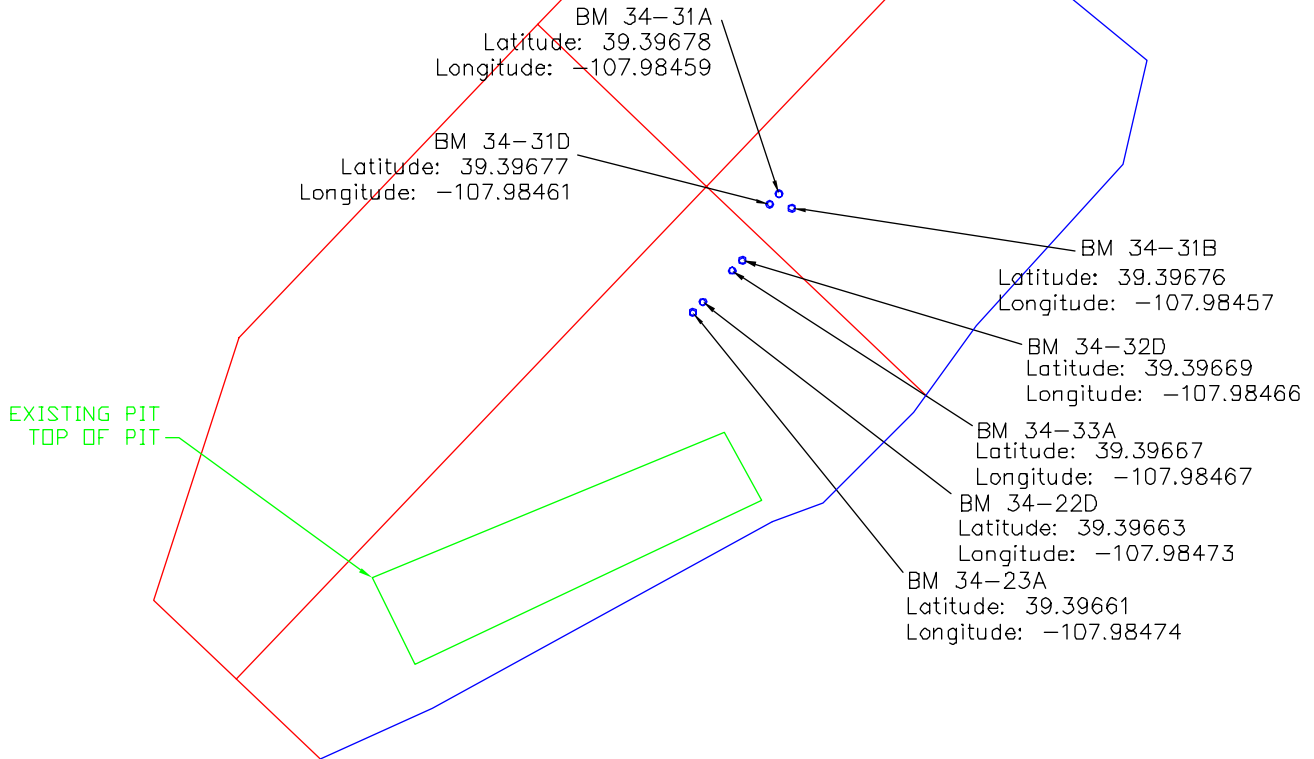 BM 34-31A
Latitude: 39.39678
Longitude: -107.98459
BM 34-31D
Latitude: 39.39677
Longitude: -107.98461
BM 34-31B
Latitude: 39.39676
Longitude: -107.98457
BM 34-32D
Latitude: 39.39669
Longitude: -107.98466
EXISTING PIT
TOP OF PIT
BM 34-33A
Latitude: 39.39667
Longitude: -107.98467
BM 34-22D
Latitude: 39.39663
Longitude: -107.98473
BM 34-23A
Latitude: 39.39661
Longitude: -107.98474